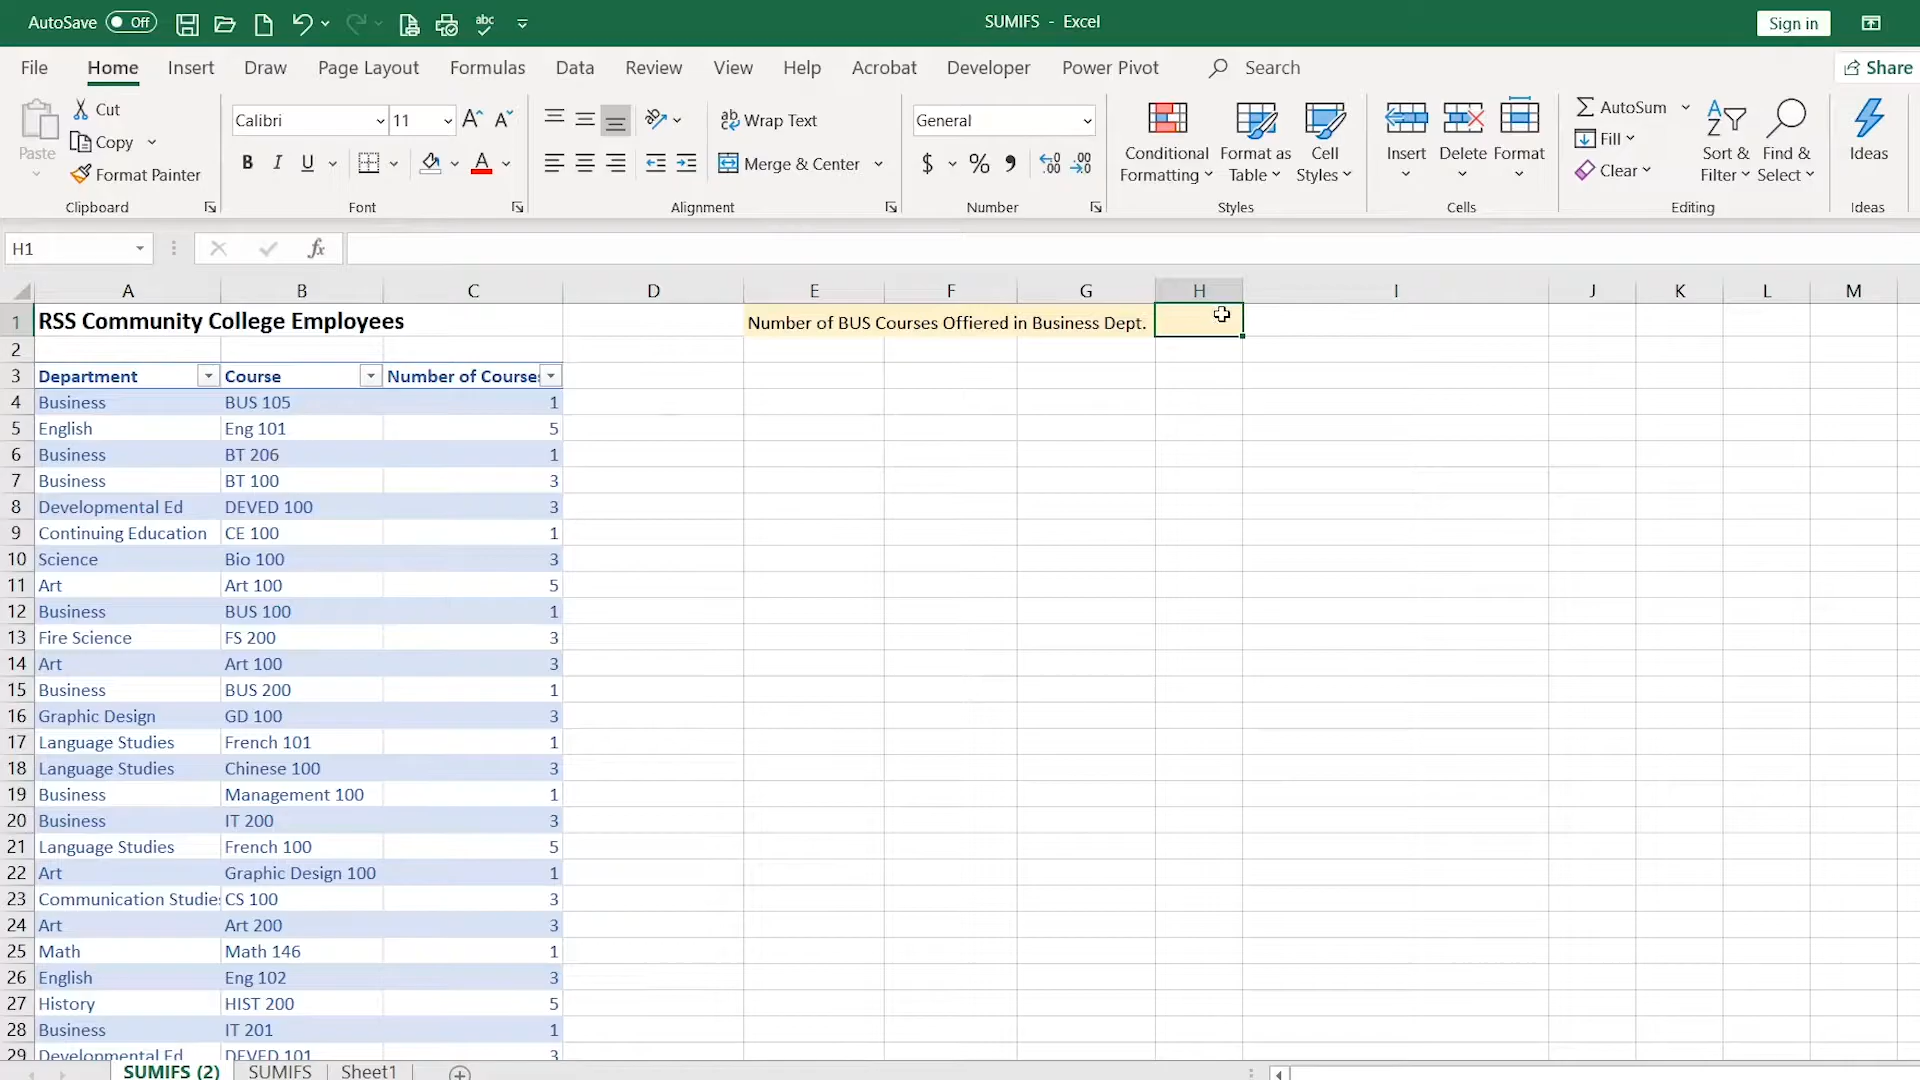 AutoSave Off
SUMIFS - Excel
Sign in
File Home Insert Draw Page Layout Formulas Data Review View Help Acrobat Developer Power Pivot Search Share
Paste
Cut
Copy
Format Painter
Clipboard
Calibri 11
B I U
Font
Wrap Text
Merge & Center
Alignment
General
$ % 9
Number
Conditional Formatting
Format as Table
Cell Styles
Styles
Insert Delete Format
Cells
AutoSum
Fill
Clear
Sort & Filter
Find & Select
Editing
Ideas
Ideas
H1 fx
A B C D E F G H I J K L M
1 RSS Community College Employees Number of BUS Courses Offiered in Business Dept.
2
3 Department Course Number of Course
4 Business BUS 105 1
5 English Eng 101 5
6 Business BT 206 1
7 Business BT 100 3
8 Developmental Ed DEVED 100 3
9 Continuing Education CE 100 1
10 Science Bio 100 3
11 Art Art 100 5
12 Business BUS 100 1
13 Fire Science FS 200 3
14 Art Art 100 3
15 Business BUS 200 1
16 Graphic Design GD 100 3
17 Language Studies French 101 1
18 Language Studies Chinese 100 3
19 Business Management 100 1
20 Business IT 200 3
21 Language Studies French 100 5
22 Art Graphic Design 100 1
23 Communication Studie CS 100 3
24 Art Art 200 3
25 Math Math 146 1
26 English Eng 102 3
27 History HIST 200 5
28 Business IT 201 1
29 Developmental Ed DEVED 101 3
SUMIFS (2) SUMIFS Sheet1